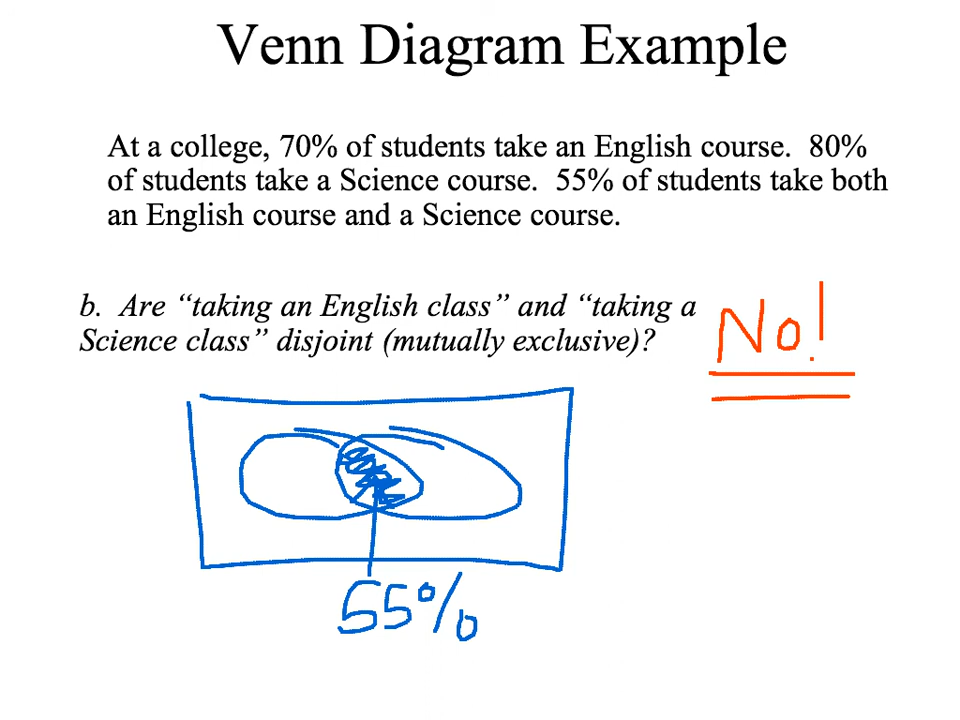 Venn Diagram Example
At a college, 70% of students take an English course.  80%
of students take a Science course.  55% of students take both
an English course and a Science course.
b.  Are “taking an English class” and “taking a
Science class” disjoint (mutually exclusive)?
No!
55%